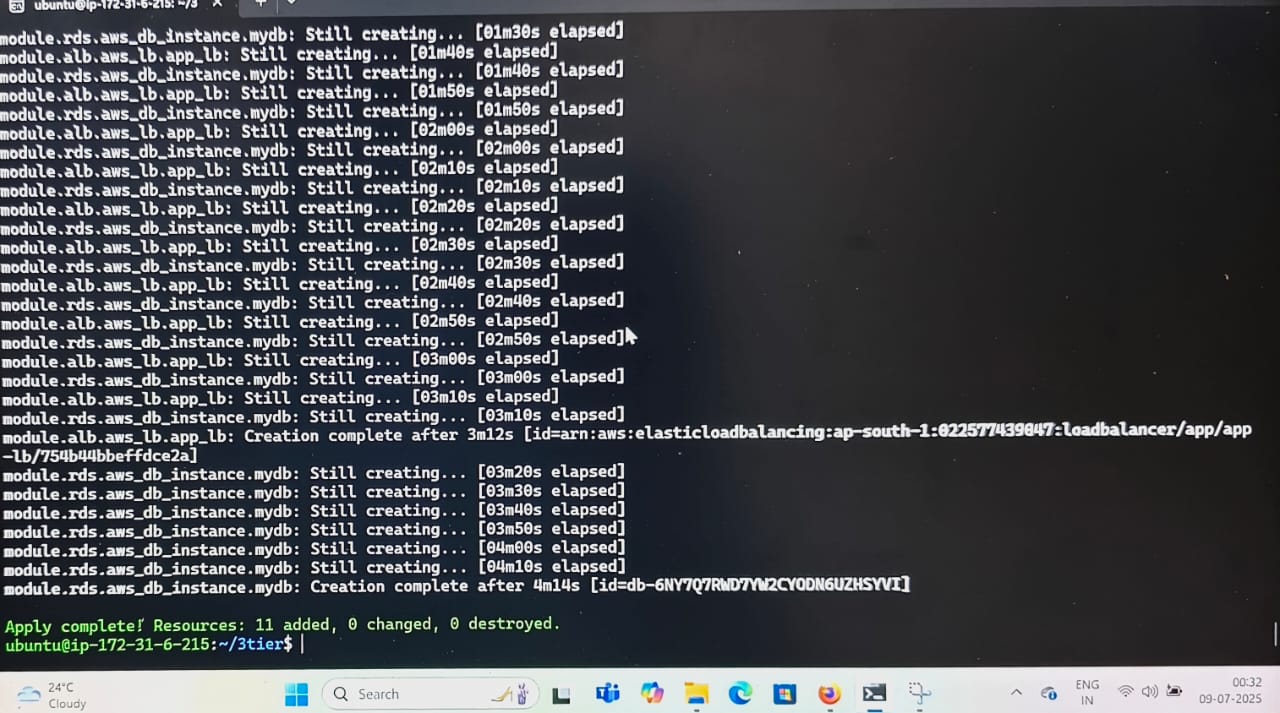 ubuntu@ip-172-31-6-215: ~/3
module.rds.aws_db_instance.mydb: Still creating... [01m30s elapsed]
module.alb.aws_lb.app_lb: Still creating... [01m40s elapsed]
module.rds.aws_db_instance.mydb: Still creating... [01m40s elapsed]
module.alb.aws_lb.app_lb: Still creating... [01m50s elapsed]
module.rds.aws_db_instance.mydb: Still creating... [01m50s elapsed]
module.alb.aws_lb.app_lb: Still creating... [02m00s elapsed]
module.rds.aws_db_instance.mydb: Still creating... [02m00s elapsed]
module.alb.aws_lb.app_lb: Still creating... [02m10s elapsed]
module.rds.aws_db_instance.mydb: Still creating... [02m10s elapsed]
module.alb.aws_lb.app_lb: Still creating... [02m20s elapsed]
module.rds.aws_db_instance.mydb: Still creating... [02m20s elapsed]
module.alb.aws_lb.app_lb: Still creating... [02m30s elapsed]
module.rds.aws_db_instance.mydb: Still creating... [02m30s elapsed]
module.alb.aws_lb.app_lb: Still creating... [02m40s elapsed]
module.rds.aws_db_instance.mydb: Still creating... [02m40s elapsed]
module.alb.aws_lb.app_lb: Still creating... [02m50s elapsed]
module.rds.aws_db_instance.mydb: Still creating... [02m50s elapsed]
module.alb.aws_lb.app_lb: Still creating... [03m00s elapsed]
module.rds.aws_db_instance.mydb: Still creating... [03m00s elapsed]
module.alb.aws_lb.app_lb: Still creating... [03m10s elapsed]
module.rds.aws_db_instance.mydb: Still creating... [03m10s elapsed]
module.alb.aws_lb.app_lb: Creation complete after 3m12s [id=arn:aws:elasticloadbalancing:ap-south-1:022577439047:loadbalancer/app/app
-lb/754b44bbeffdce2a]
module.rds.aws_db_instance.mydb: Still creating... [03m20s elapsed]
module.rds.aws_db_instance.mydb: Still creating... [03m30s elapsed]
module.rds.aws_db_instance.mydb: Still creating... [03m40s elapsed]
module.rds.aws_db_instance.mydb: Still creating... [03m50s elapsed]
module.rds.aws_db_instance.mydb: Still creating... [04m00s elapsed]
module.rds.aws_db_instance.mydb: Still creating... [04m10s elapsed]
module.rds.aws_db_instance.mydb: Creation complete after 4m14s [id=db-6NY7Q7RWD7YW2CYODN6UZHSYVI]
Apply complete! Resources: 11 added, 0 changed, 0 destroyed.
ubuntu@ip-172-31-6-215:~/3tier$
24°C
Cloudy
Search
ENG
IN
00:32
09-07-2025